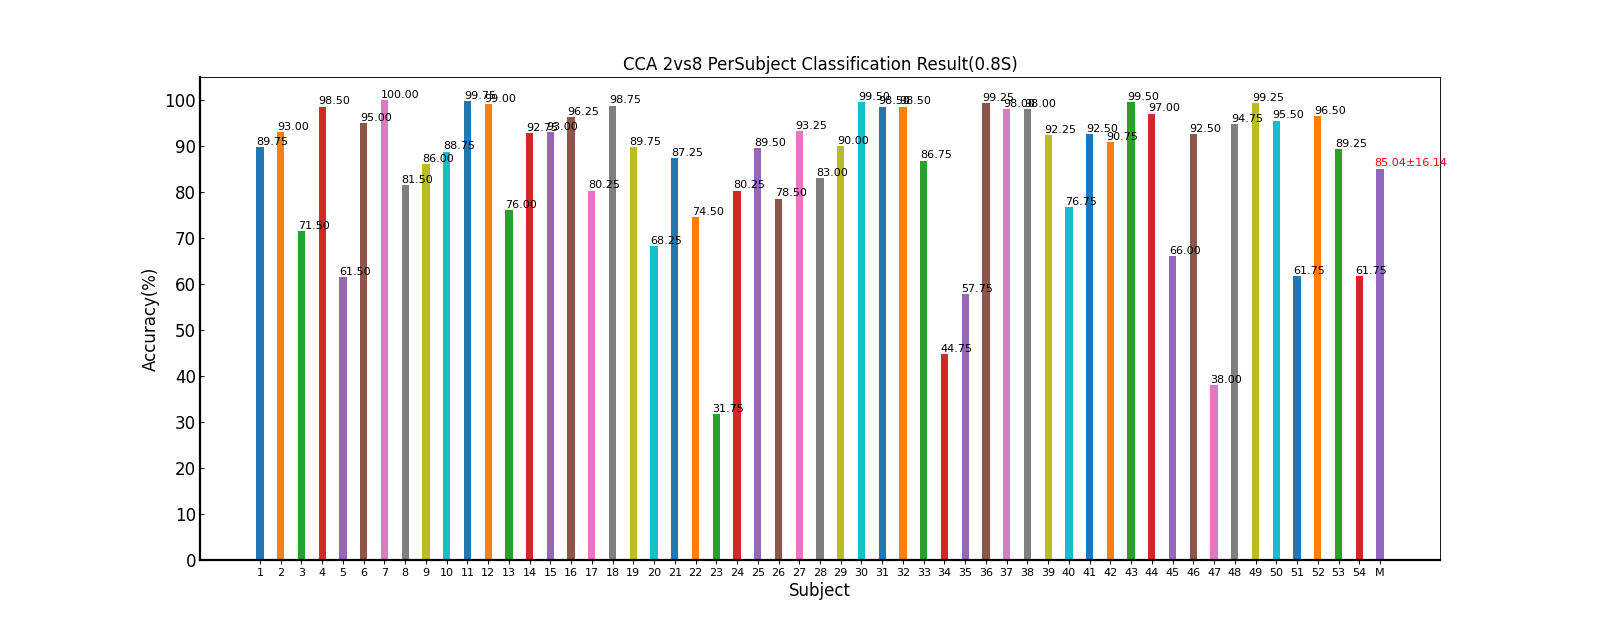 CCA 2vs8 PerSubject Classification Result(0.8S)
Accuracy(%)
100
90
80
70
60
50
40
30
20
10
0
89.75 93.00 71.50 98.50 61.50 95.00 100.00 81.50 86.00 88.75 99.75 99.00 76.00 92.75 93.00 96.25 80.25 98.75 89.75 68.25 87.25 74.50 31.75 80.25 89.50 78.50 93.25 83.00 90.00 99.50 98.50 98.50 86.75 44.75 57.75 99.25 98.00 98.00 92.25 76.75 92.50 90.75 99.50 97.00 66.00 92.50 38.00 94.75 99.25 95.50 61.75 96.50 89.25 61.75 85.04±16.14
1 2 3 4 5 6 7 8 9 10 11 12 13 14 15 16 17 18 19 20 21 22 23 24 25 26 27 28 29 30 31 32 33 34 35 36 37 38 39 40 41 42 43 44 45 46 47 48 49 50 51 52 53 54 M
Subject